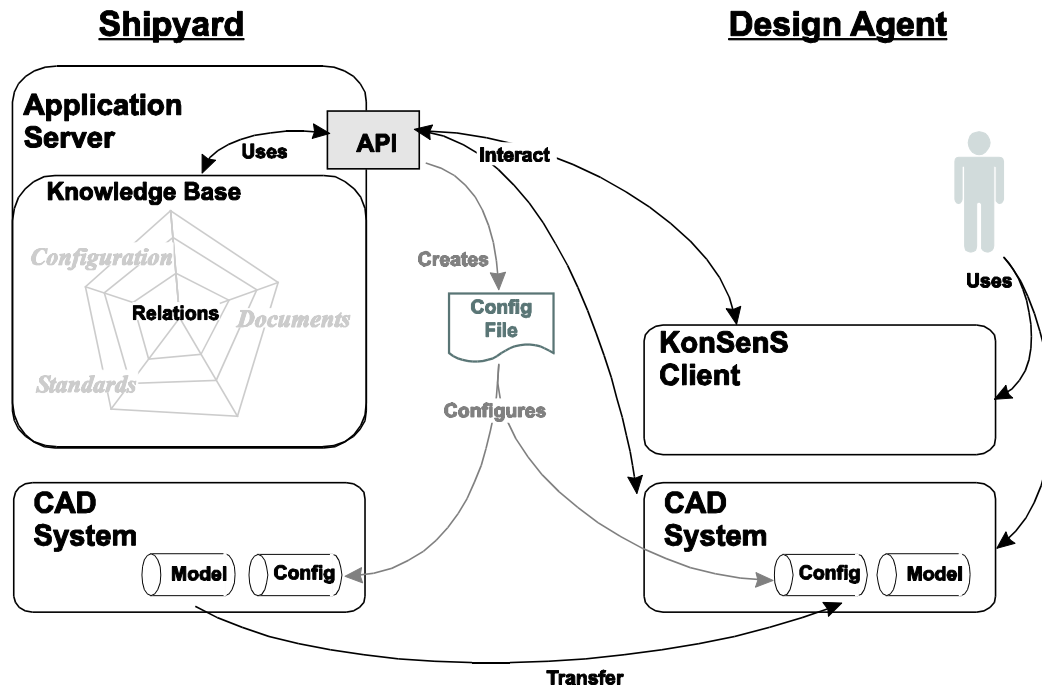 Shipyard
Design Agent
Application
Server
API
Uses
Interact
Knowledge Base
Configuration
Relations
Documents
Standards
Creates
Config
File
Configures
Uses
KonSenS
Client
CAD
System
Model
Config
CAD
System
Config
Model
Transfer